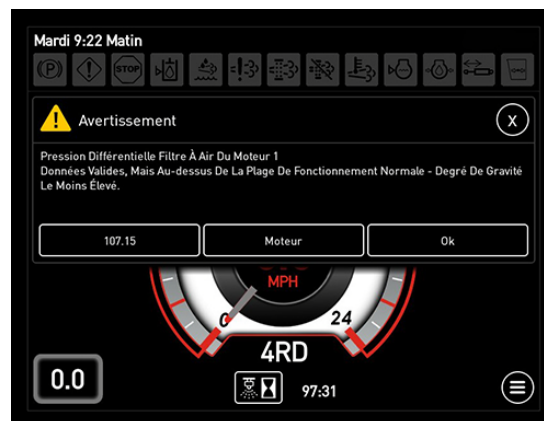 Mardi 9:22 Matin
(P)
STOP
Avertissement
X
Pression Différentielle Filtre À Air Du Moteur 1
Données Valides, Mais Au-dessus De La Plage De Fonctionnement Normale - Degré De Gravité
Le Moins Élevé.
107.15 Moteur Ok
MPH
0 24
4RD
0.0
97:31